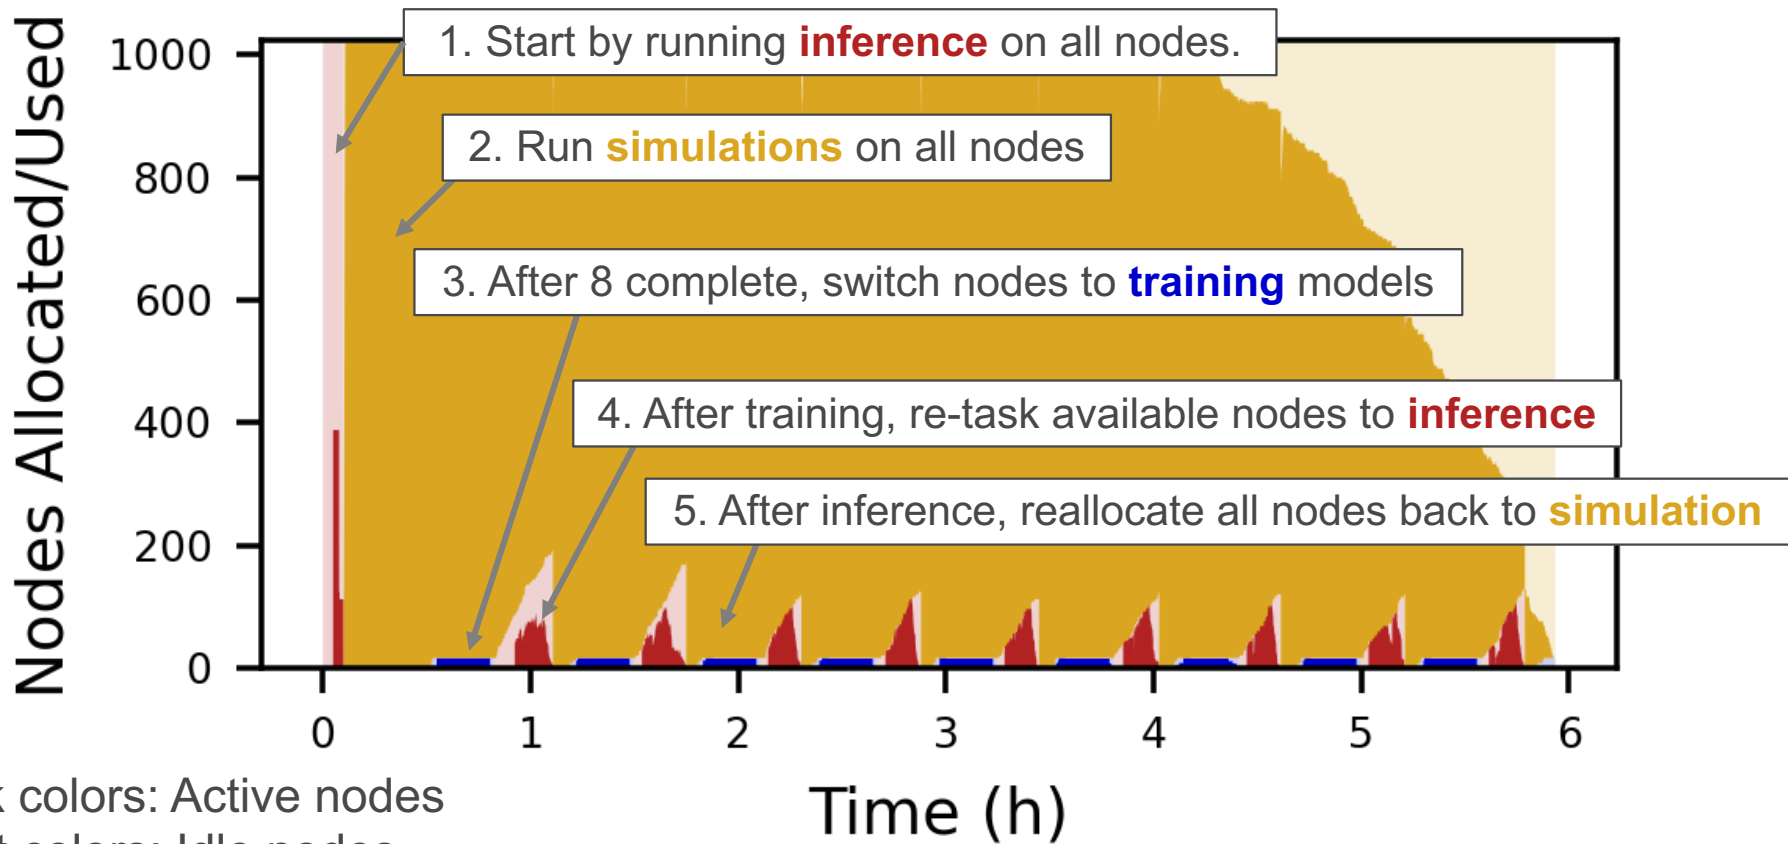 1. Start by running inference on all nodes.
2. Run simulations on all nodes
3. After 8 complete, switch nodes to training models
4. After training, re-task available nodes to inference
5. After inference, reallocate all nodes back to simulation
Nodes Allocated/Used
1000
800
600
400
200
0
0 1 2 3 4 5 6
Time (h)
colors: Active nodes
colors: Idle nodes